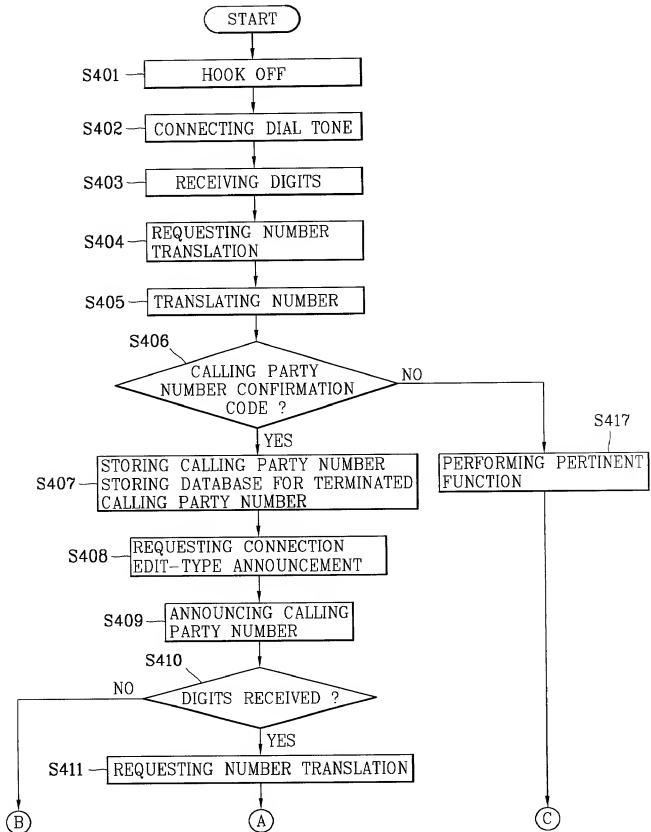 START
S401
HOOK OFF
S402
CONNECTING DIAL TONE
S403
RECEIVING DIGITS
S404
REQUESTING NUMBER
TRANSLATION
S405
TRANSLATING NUMBER
S406
CALLING PARTY
NUMBER CONFIRMATION
CODE ?
NO
YES
S417
PERFORMING PERTINENT
FUNCTION
S407
STORING CALLING PARTY NUMBER
STORING DATABASE FOR TERMINATED
CALLING PARTY NUMBER
S408
REQUESTING CONNECTION
EDIT-TYPE ANNOUNCEMENT
S409
ANNOUNCING CALLING
PARTY NUMBER
S410
DIGITS RECEIVED ?
NO
YES
S411
REQUESTING NUMBER TRANSLATION
B
A
C